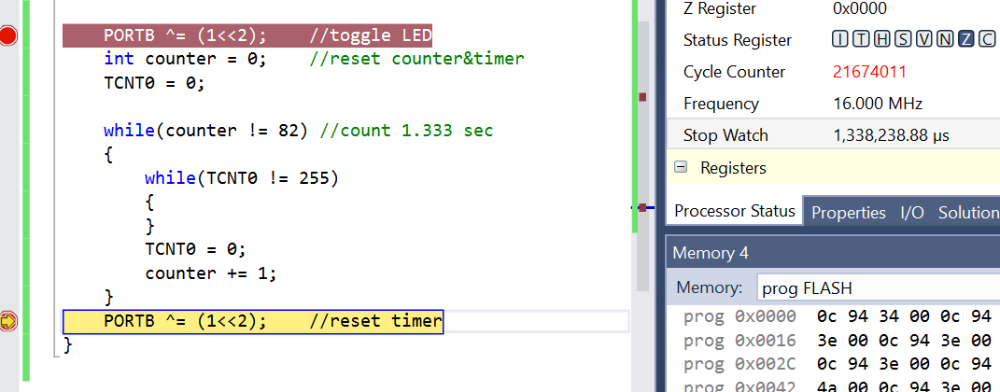 PORTB ^= (1<<2);    //toggle LED
int counter = 0;    //reset counter&timer
TCNT0 = 0;
while(counter != 82) //count 1.333 sec
{
while(TCNT0 != 255)
{
}
TCNT0 = 0;
counter += 1;
}
PORTB ^= (1<<2);    //reset timer
}
Z Register 0x0000
Status Register I T H S V N Z C
Cycle Counter 21674011
Frequency 16.000 MHz
Stop Watch 1,338,238.88 µs
Registers
Processor Status Properties I/O Solution
Memory 4
Memory: prog FLASH
prog 0x0000 0c 94 34 00 0c 94
prog 0x0016 3e 00 0c 94 3e 00
prog 0x002C 0c 94 3e 00 0c 94
prog 0x0042 4a 00 0c 94 3e 00